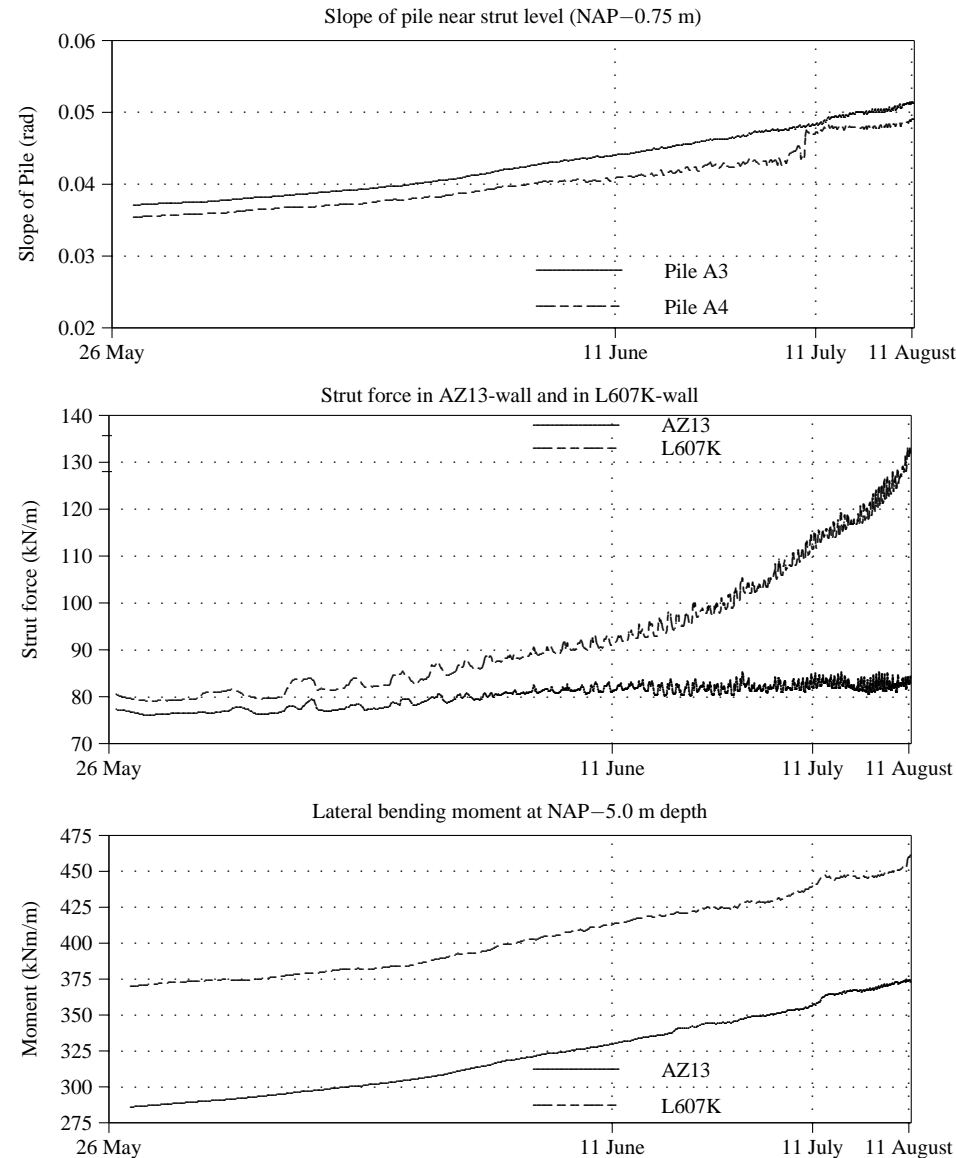 Slope of pile near strut level (NAP−0.75 m)
0.06
0.05
0.04
0.03
0.02
Slope of Pile (rad)
Pile A3
Pile A4
26 May
11 June
11 July
11 August
Strut force in AZ13-wall and in L607K-wall
140
130
120
110
100
90
80
70
Strut force (kN/m)
AZ13
L607K
26 May
11 June
11 July
11 August
Lateral bending moment at NAP−5.0 m depth
475
450
425
400
375
350
325
300
275
Moment (kNm/m)
AZ13
L607K
26 May
11 June
11 July
11 August